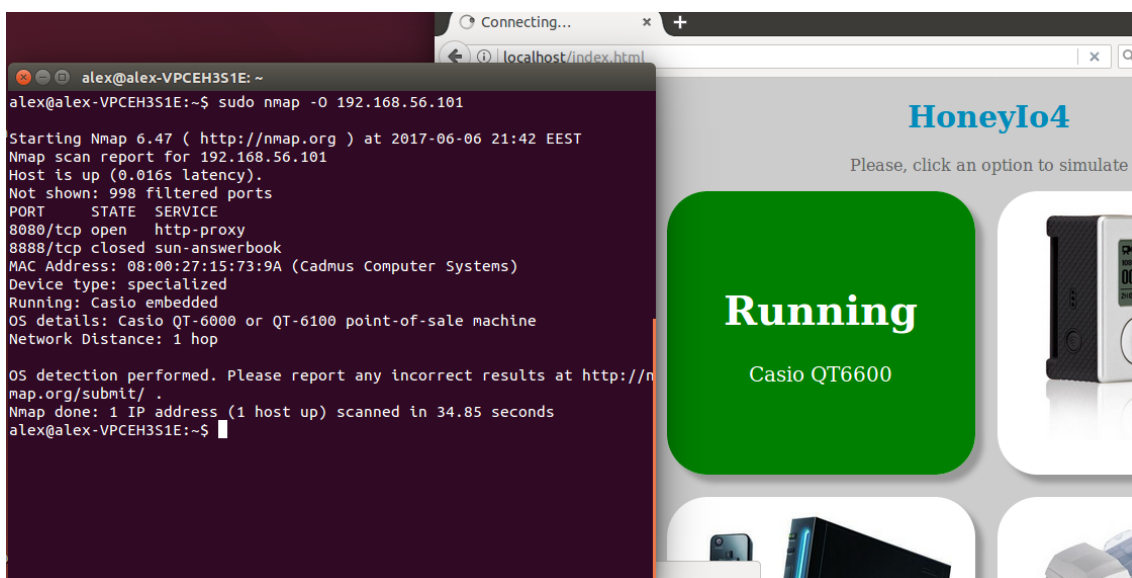 Connecting...
localhost/index.html
alex@alex-VPCEH3S1E: ~
alex@alex-VPCEH3S1E:~$ sudo nmap -O 192.168.56.101
Starting Nmap 6.47 ( http://nmap.org ) at 2017-06-06 21:42 EEST
Nmap scan report for 192.168.56.101
Host is up (0.016s latency).
Not shown: 998 filtered ports
PORT     STATE  SERVICE
8080/tcp open   http-proxy
8888/tcp closed sun-answerbook
MAC Address: 08:00:27:15:73:9A (Cadmus Computer Systems)
Device type: specialized
Running: Casio embedded
OS details: Casio QT-6000 or QT-6100 point-of-sale machine
Network Distance: 1 hop
OS detection performed. Please report any incorrect results at http://n
map.org/submit/ .
Nmap done: 1 IP address (1 host up) scanned in 34.85 seconds
alex@alex-VPCEH3S1E:~$
HoneyIo4
Please, click an option to simulate
Running
Casio QT6600